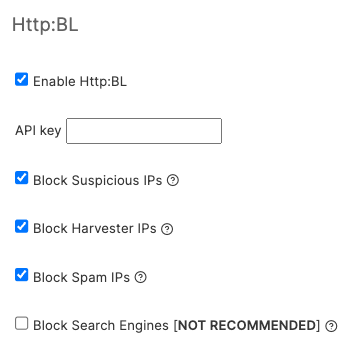 Http:BL
Enable Http:BL
API key
Block Suspicious IPs
Block Harvester IPs
Block Spam IPs
Block Search Engines [NOT RECOMMENDED]